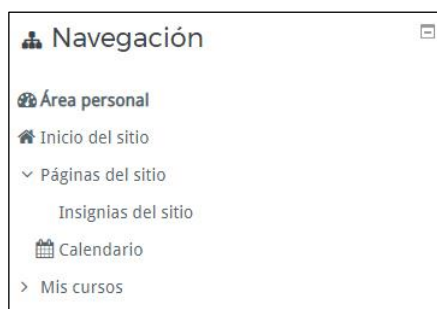 Navegación
Área personal
Inicio del sitio
Páginas del sitio
Insignias del sitio
Calendario
Mis cursos